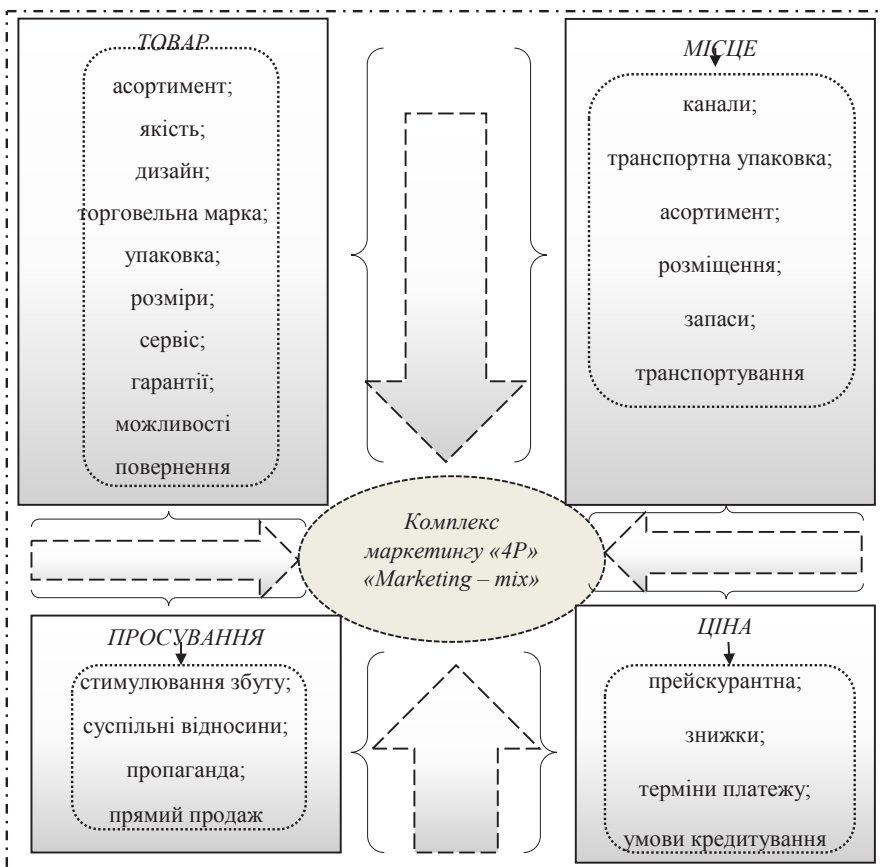 ТОВАР
асортимент;
якість;
дизайн;
торговельна марка;
упаковка;
розміри;
сервіс;
гарантії;
можливості
повернення
МІСЦЕ
канали;
транспортна упаковка;
асортимент;
розміщення;
запаси;
транспортування
Комплекс
маркетингу «4Р»
«Marketing – mix»
ПРОСУВАННЯ
стимулювання збуту;
суспільні відносини;
пропаганда;
прямий продаж
ЦІНА
прейскурантна;
знижки;
терміни платежу;
умови кредитування